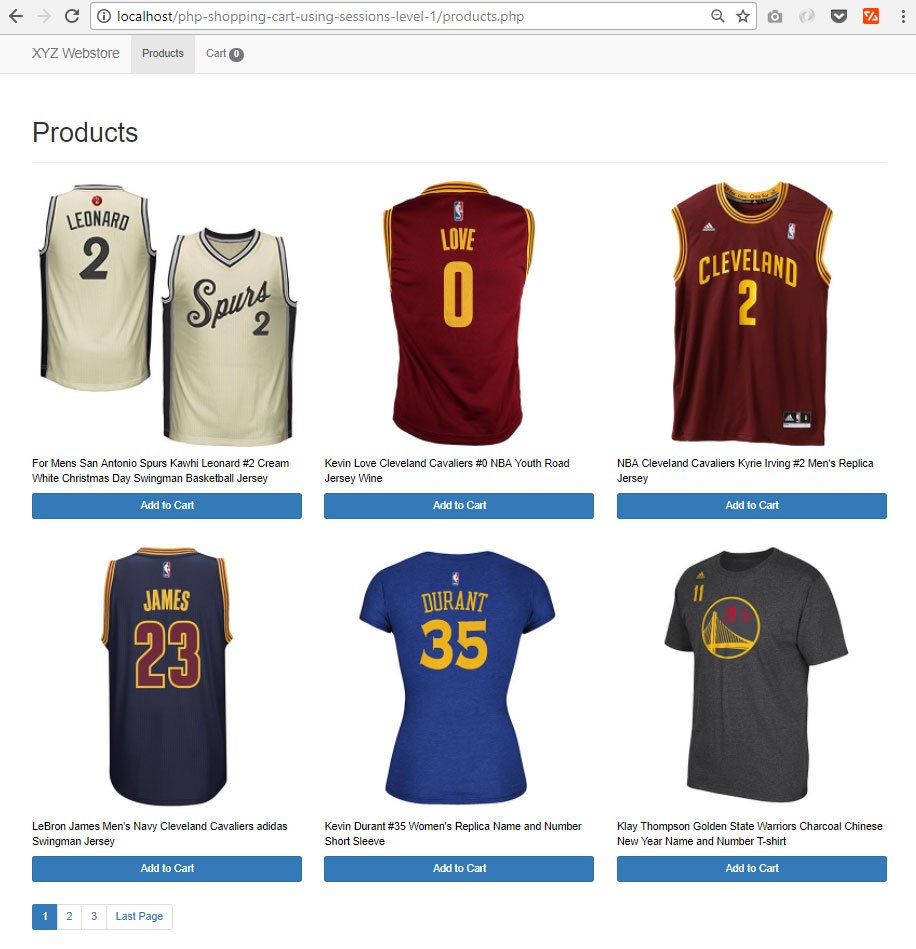 localhost/php-shopping-cart-using-sessions-level-1/products.php
XYZ Webstore Products Cart 0
Products
LEONARD
2
Spurs
2
LOVE
0
CLEVELAND
2
For Mens San Antonio Spurs Kawhi Leonard #2 Cream
White Christmas Day Swingman Basketball Jersey
Add to Cart
Kevin Love Cleveland Cavaliers #0 NBA Youth Road
Jersey Wine
Add to Cart
NBA Cleveland Cavaliers Kyrie Irving #2 Men's Replica
Jersey
Add to Cart
JAMES
23
DURANT
35
11
LeBron James Men's Navy Cleveland Cavaliers adidas
Swingman Jersey
Add to Cart
Kevin Durant #35 Women's Replica Name and Number
Short Sleeve
Add to Cart
Klay Thompson Golden State Warriors Charcoal Chinese
New Year Name and Number T-shirt
Add to Cart
1 2 3 Last Page